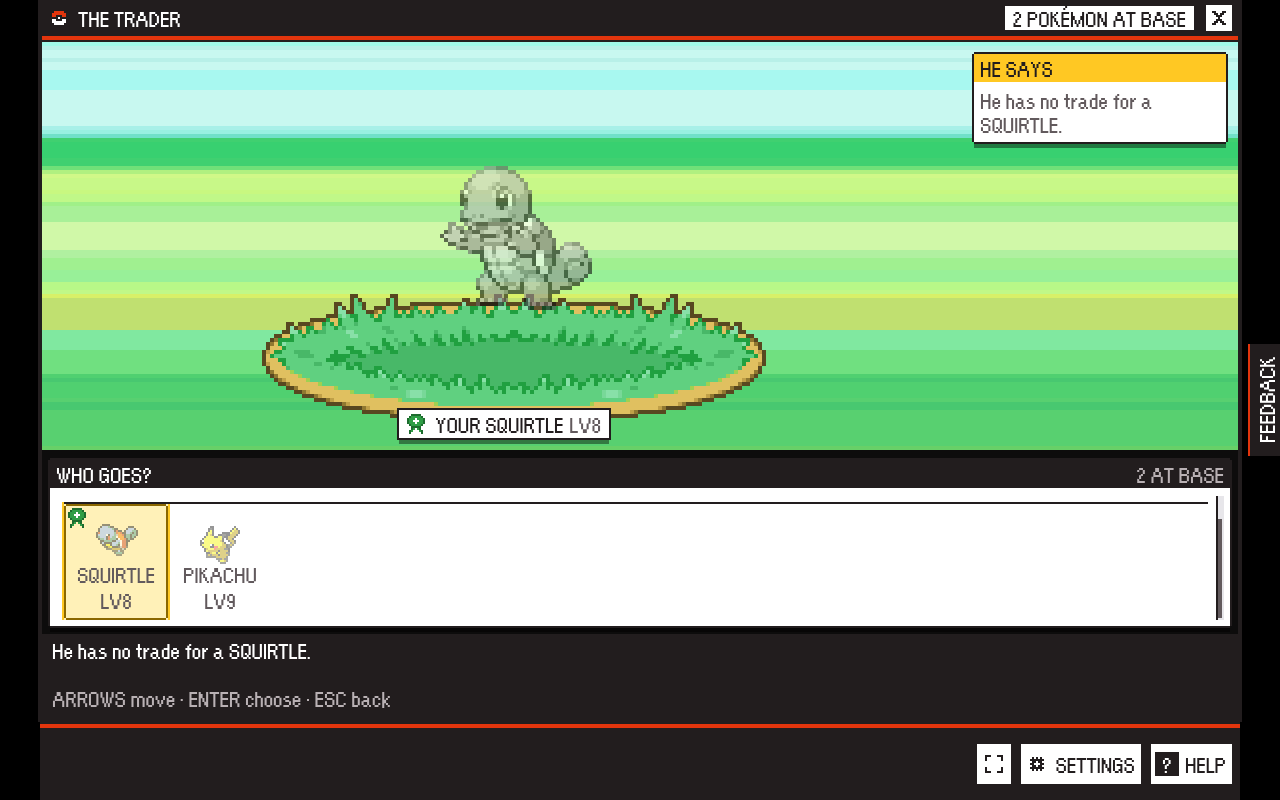 THE TRADER
2 POKÉMON AT BASE
X
HE SAYS
He has no trade for a
SQUIRTLE.
YOUR SQUIRTLE LV8
FEEDBACK
WHO GOES?
2 AT BASE
SQUIRTLE
LV8
PIKACHU
LV9
He has no trade for a SQUIRTLE.
ARROWS move · ENTER choose · ESC back
SETTINGS
? HELP